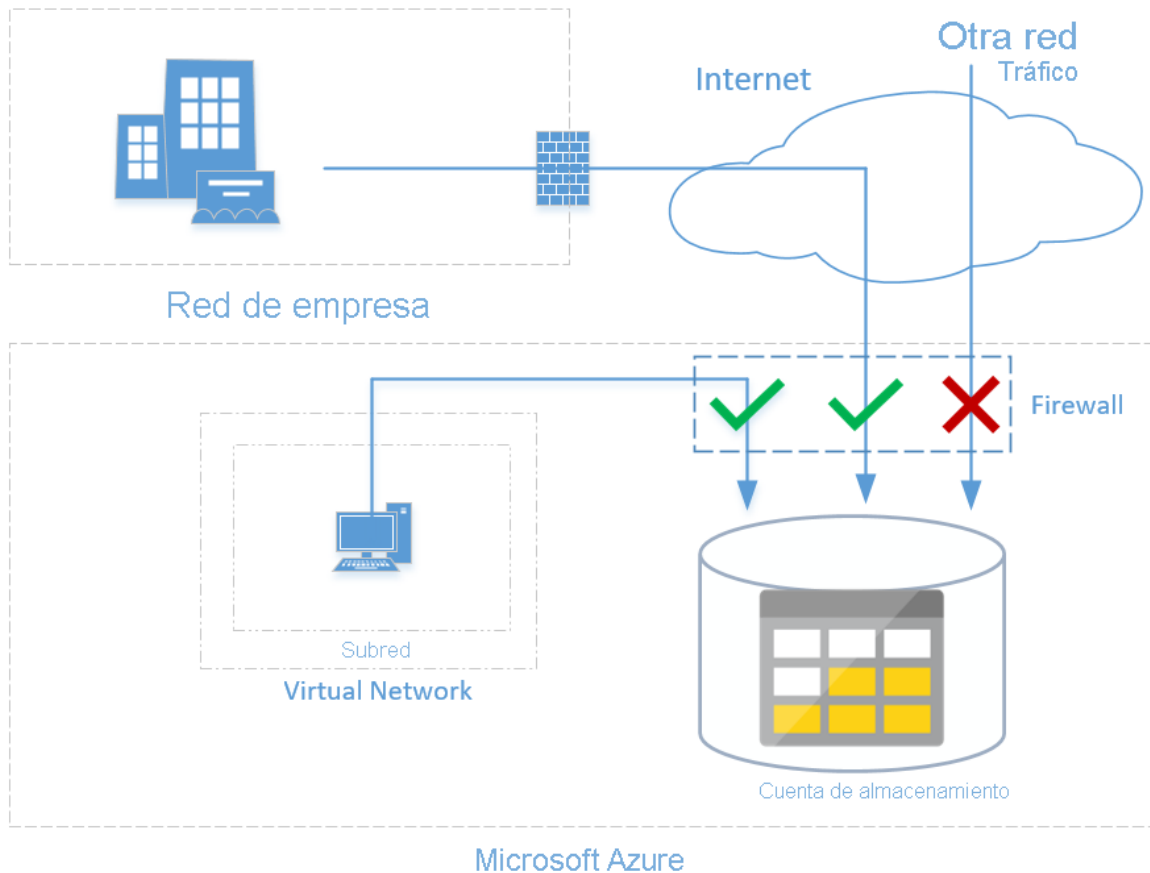 Otra red
Tráfico
Internet
Red de empresa
Firewall
Subred
Virtual Network
Cuenta de almacenamiento
Microsoft Azure